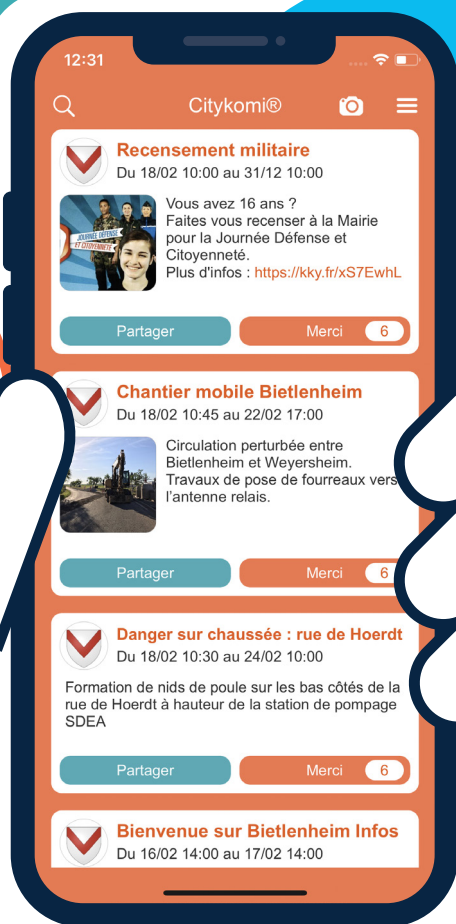 12:31
Citykomi®
Recensement militaire
Du 18/02 10:00 au 31/12 10:00
JOURNÉE DÉFENSE
ET CITOYENNETÉ
Vous avez 16 ans ?
Faites vous recenser à la Mairie
pour la Journée Défense et
Citoyenneté.
Plus d'infos : https://kky.fr/xS7EwhL
Partager
Merci 6
Chantier mobile Bietlenheim
Du 18/02 10:45 au 22/02 17:00
Circulation perturbée entre
Bietlenheim et Weyersheim.
Travaux de pose de fourreaux vers
l'antenne relais.
Partager
Merci 6
Danger sur chaussée : rue de Hoerdt
Du 18/02 10:30 au 24/02 10:00
Formation de nids de poule sur les bas côtés de la
rue de Hoerdt à hauteur de la station de pompage
SDEA
Partager
Merci 6
Bienvenue sur Bietlenheim Infos
Du 16/02 14:00 au 17/02 14:00